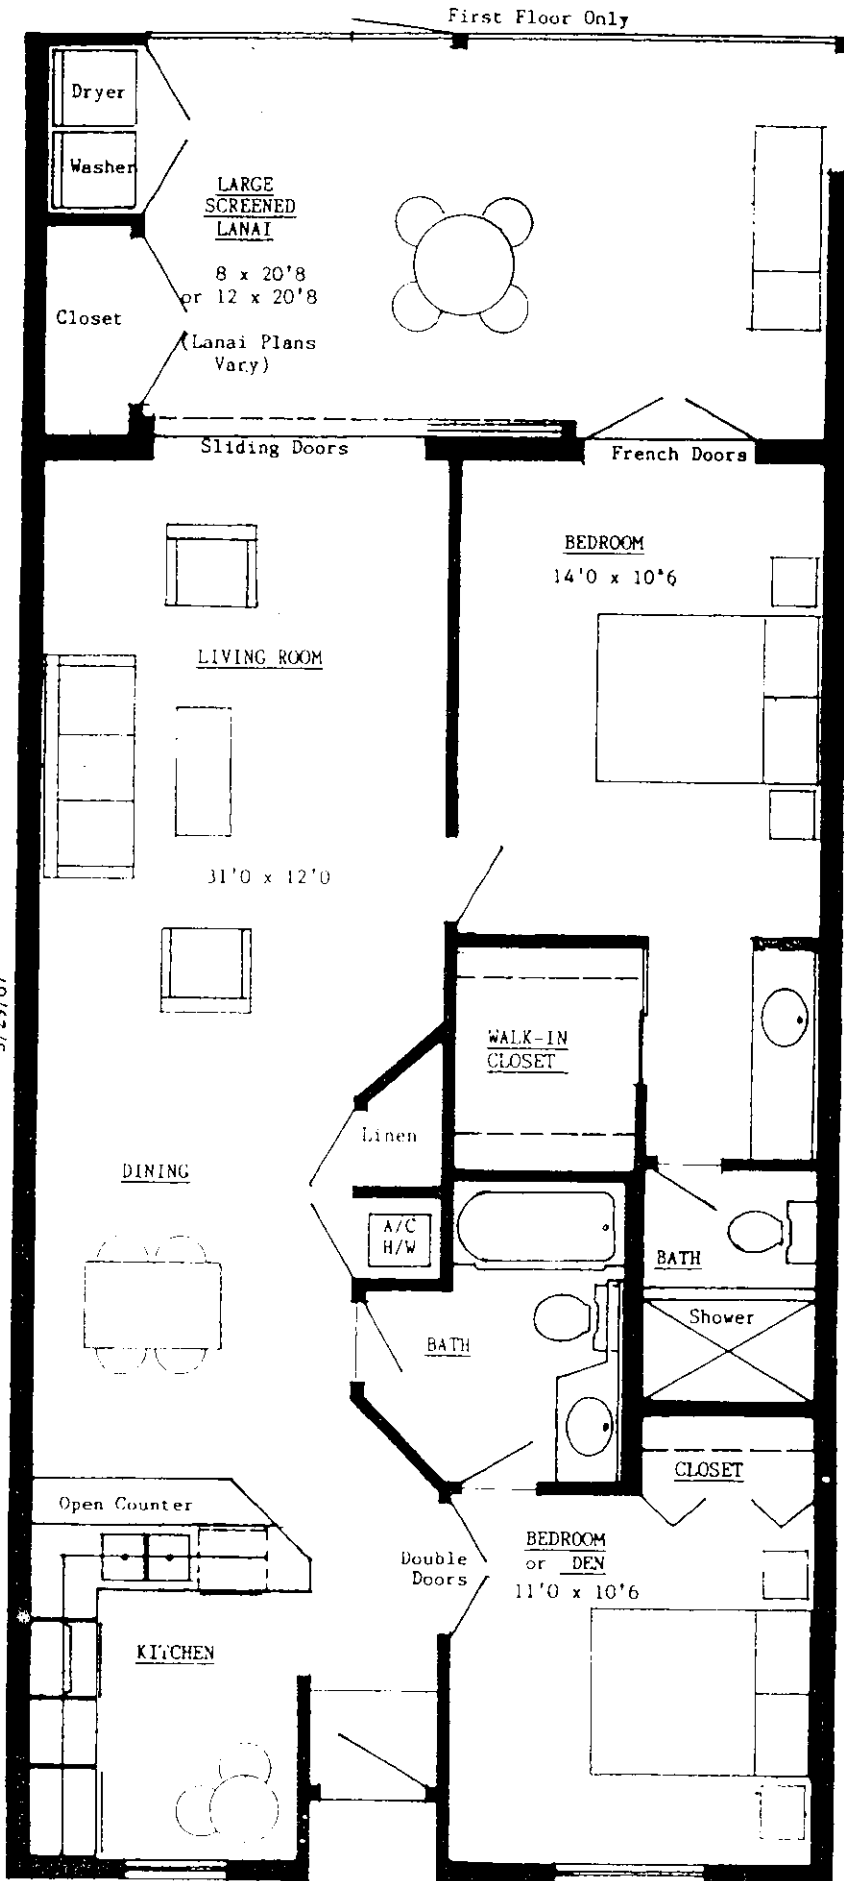 First Floor Only
Dryer
Washer
LARGE
SCREENED
LANAI
8 x 20'8
or 12 x 20'8
(Lanai Plans
Vary)
Closet
Sliding Doors
French Doors
BEDROOM
14'0 x 10'6
LIVING ROOM
31'0 x 12'0
WALK-IN
CLOSET
Linen
DINING
A/C
H/W
BATH
Shower
BATH
CLOSET
Open Counter
Double
Doors
BEDROOM
or DEN
11'0 x 10'6
KITCHEN